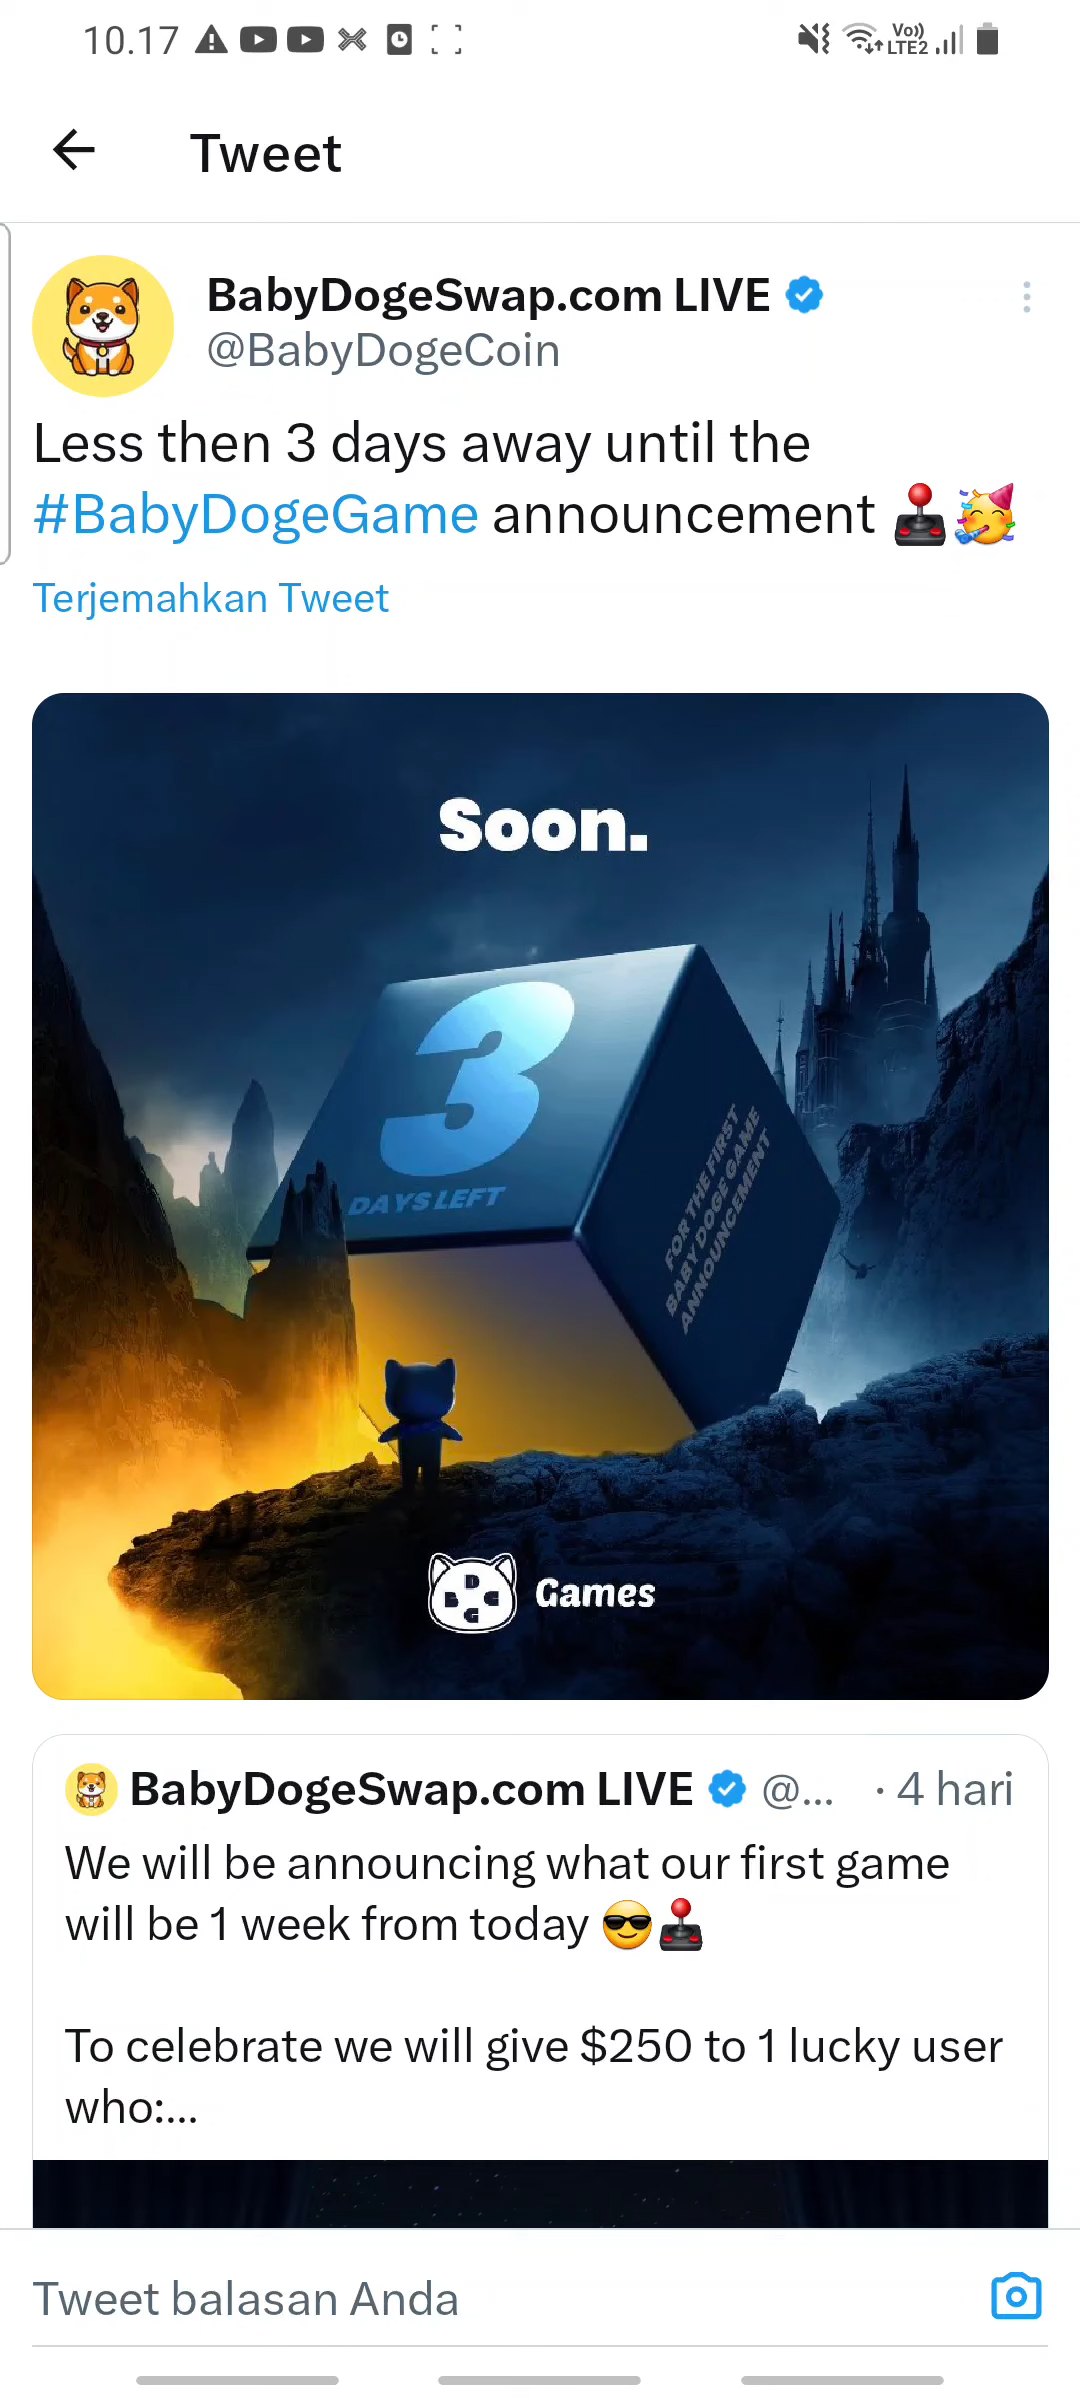 10.17
Vo))
LTE2
Tweet
BabyDogeSwap.com LIVE
@BabyDogeCoin
Less then 3 days away until the
#BabyDogeGame announcement 🕹️🥳
Terjemahkan Tweet
Soon.
3
DAYS LEFT
FOR THE FIRST
BABY DOGE GAME
ANNOUNCEMENT
D
B G
G
Games
BabyDogeSwap.com LIVE @... · 4 hari
We will be announcing what our first game
will be 1 week from today 😎🕹️
To celebrate we will give $250 to 1 lucky user
who:...
Tweet balasan Anda